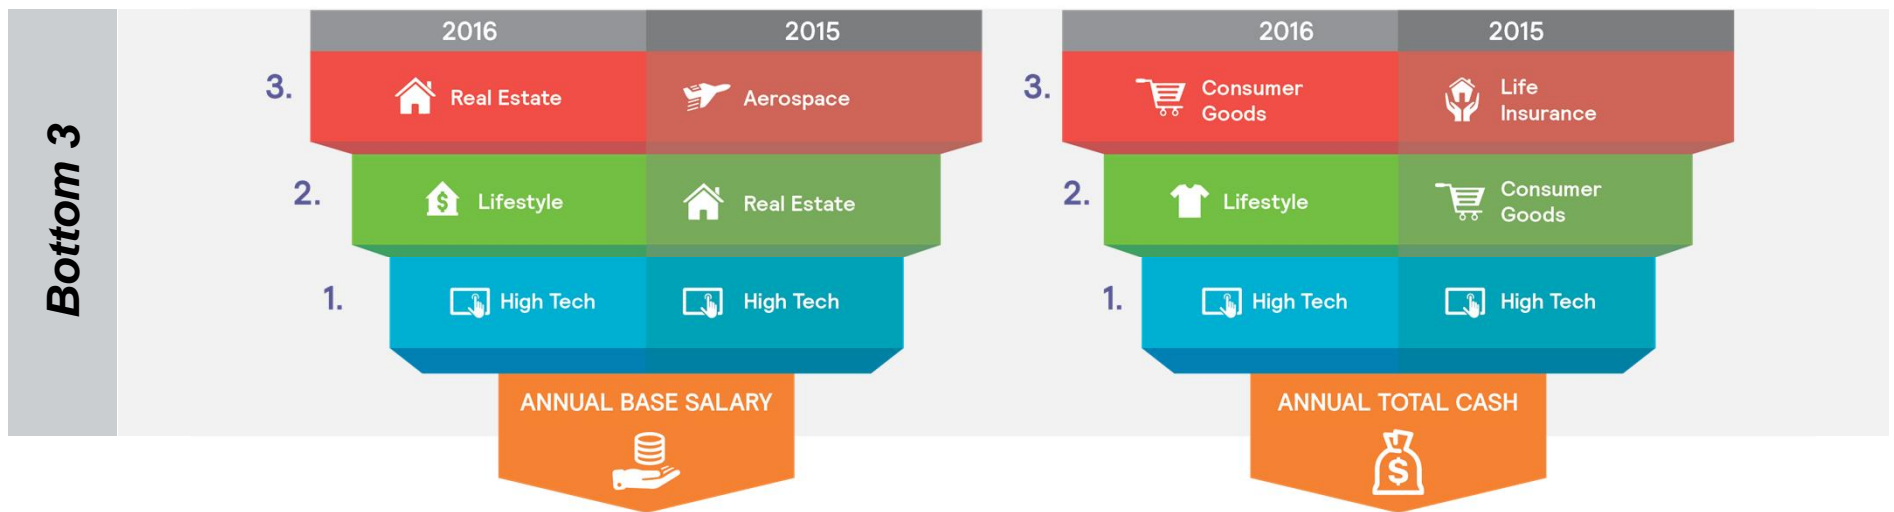 Bottom 3
2016 2015
3. Real Estate Aerospace
2. $ Lifestyle Real Estate
1. High Tech High Tech
ANNUAL BASE SALARY
2016 2015
3. Consumer Goods Life Insurance
2. Lifestyle Consumer Goods
1. High Tech High Tech
ANNUAL TOTAL CASH
$